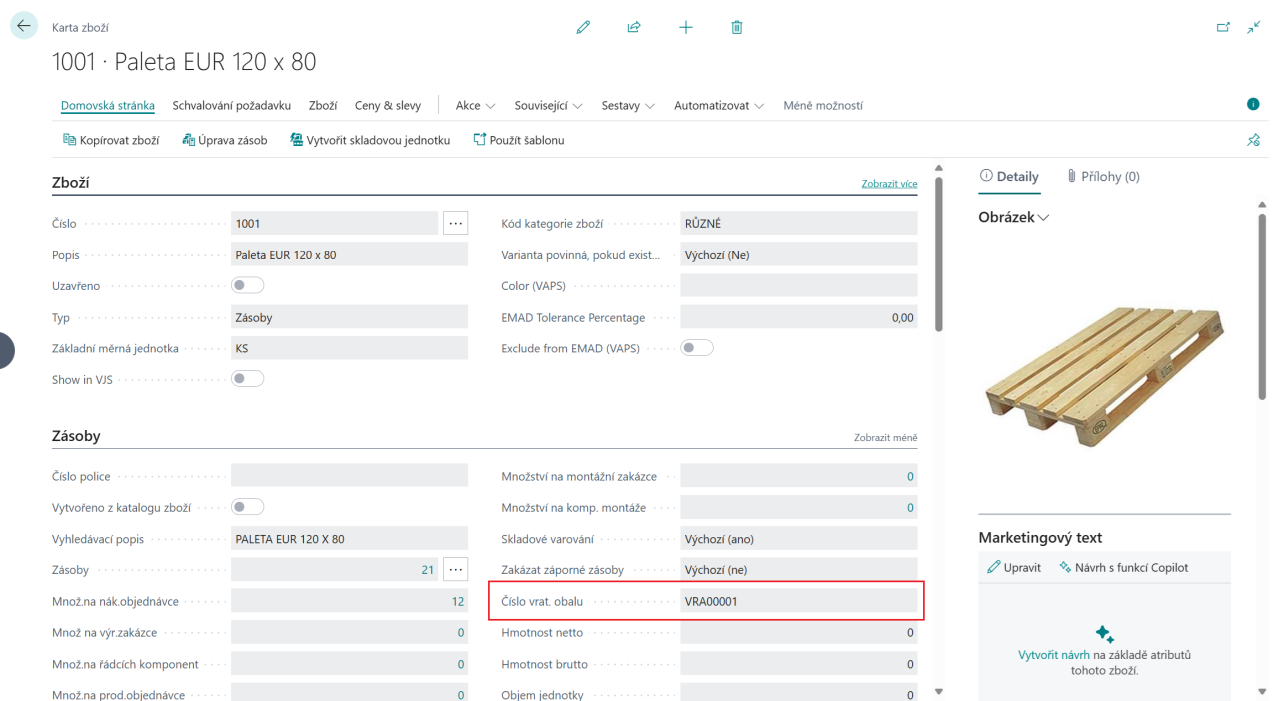 Karta zboží
1001 · Paleta EUR 120 x 80
Domovská stránka Schvalování požadavku Zboží Ceny & slevy Akce Související Sestavy Automatizovat Méně možností
Kopírovat zboží Úprava zásob Vytvořit skladovou jednotku Použít šablonu
Zboží Zobrazit více
Číslo 1001 ...
Popis Paleta EUR 120 x 80
Uzavřeno
Typ Zásoby
Základní měrná jednotka KS
Show in VJS
Kód kategorie zboží RŮZNÉ
Varianta povinná, pokud exist... Výchozí (Ne)
Color (VAPS)
EMAD Tolerance Percentage 0,00
Exclude from EMAD (VAPS)
Zásoby Zobrazit méně
Číslo police
Vytvořeno z katalogu zboží
Vyhledávací popis PALETA EUR 120 X 80
Zásoby 21 ...
Množ.na nák.objednávce 12
Množ na výr.zakázce 0
Množ.na řádcích komponent 0
Množ.na prod.objednávce 0
Množství na montážní zakázce 0
Množství na komp. montáže 0
Skladové varování Výchozí (ano)
Zakázat záporné zásoby Výchozí (ne)
Číslo vrat. obalu VRA00001
Hmotnost netto 0
Hmotnost brutto 0
Objem jednotky 0
Detaily Přílohy (0)
Obrázek
Marketingový text
Upravit Návrh s funkcí Copilot
Vytvořit návrh na základě atributů
tohoto zboží.